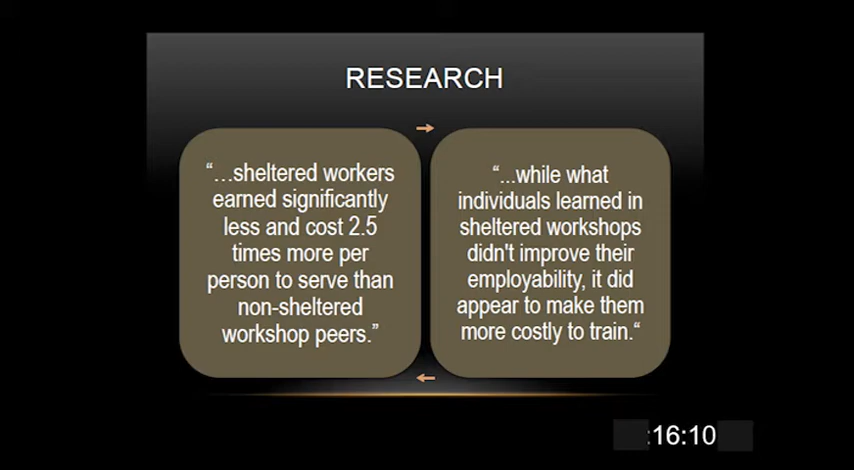 RESEARCH
“…sheltered workers
earned significantly
less and cost 2.5
times more per
person to serve than
non-sheltered
workshop peers.”
“...while what
individuals learned in
sheltered workshops
didn't improve their
employability, it did
appear to make them
more costly to train.“
:16:10